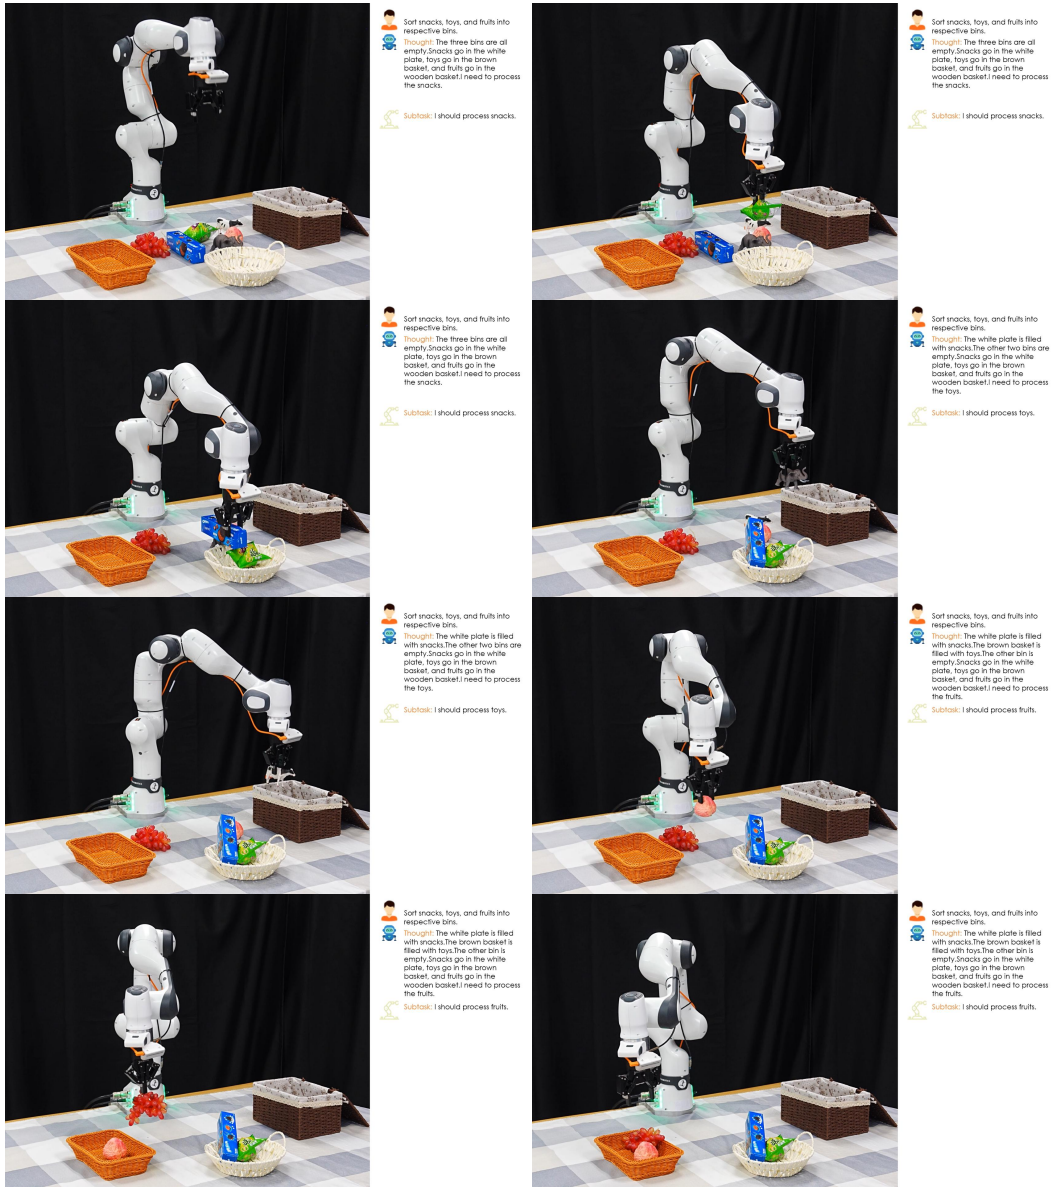 Sort snacks, toys, and fruits into
respective bins.
Thought: The three bins are all
empty.Snacks go in the white
plate, toys go in the brown
basket, and fruits go in the
wooden basket.I need to process
the snacks.
Subtask: I should process snacks.
Sort snacks, toys, and fruits into
respective bins.
Thought: The three bins are all
empty.Snacks go in the white
plate, toys go in the brown
basket, and fruits go in the
wooden basket.I need to process
the snacks.
Subtask: I should process snacks.
Sort snacks, toys, and fruits into
respective bins.
Thought: The three bins are all
empty.Snacks go in the white
plate, toys go in the brown
basket, and fruits go in the
wooden basket.I need to process
the snacks.
Subtask: I should process snacks.
Sort snacks, toys, and fruits into
respective bins.
Thought: The white plate is filled
with snacks.The other two bins are
empty.Snacks go in the white
plate, toys go in the brown
basket, and fruits go in the
wooden basket.I need to process
the toys.
Subtask: I should process toys.
Sort snacks, toys, and fruits into
respective bins.
Thought: The white plate is filled
with snacks.The other two bins are
empty.Snacks go in the white
plate, toys go in the brown
basket, and fruits go in the
wooden basket.I need to process
the toys.
Subtask: I should process toys.
Sort snacks, toys, and fruits into
respective bins.
Thought: The white plate is filled
with snacks.The brown basket is
filled with toys.The other bin is
empty.Snacks go in the white
plate, toys go in the brown
basket, and fruits go in the
wooden basket.I need to process
the fruits.
Subtask: I should process fruits.
Sort snacks, toys, and fruits into
respective bins.
Thought: The white plate is filled
with snacks.The brown basket is
filled with toys.The other bin is
empty.Snacks go in the white
plate, toys go in the brown
basket, and fruits go in the
wooden basket.I need to process
the fruits.
Subtask: I should process fruits.
Sort snacks, toys, and fruits into
respective bins.
Thought: The white plate is filled
with snacks.The brown basket is
filled with toys.The other bin is
empty.Snacks go in the white
plate, toys go in the brown
basket, and fruits go in the
wooden basket.I need to process
the fruits.
Subtask: I should process fruits.